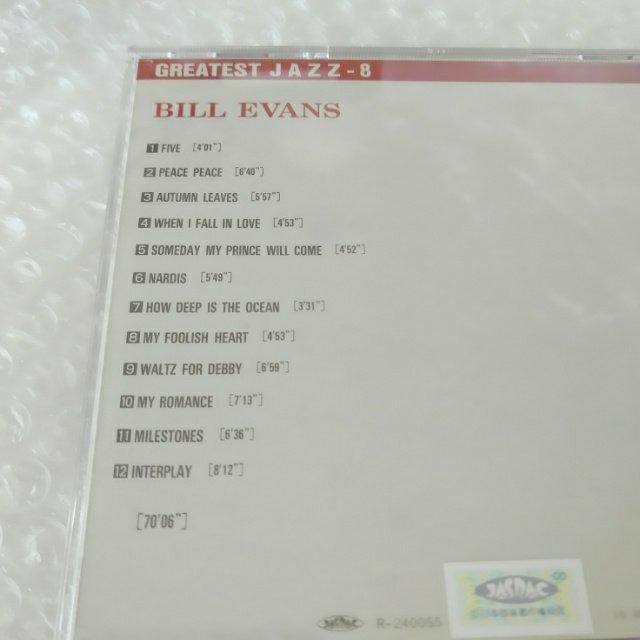 GREATEST JAZZ-8
BILL EVANS
1 FIVE [4'01"]
2 PEACE PEACE [6'40"]
3 AUTUMN LEAVES [5'57"]
4 WHEN I FALL IN LOVE [4'53"]
5 SOMEDAY MY PRINCE WILL COME [4'52"]
6 NARDIS [5'49"]
7 HOW DEEP IS THE OCEAN [3'31"]
8 MY FOOLISH HEART [4'53"]
9 WALTZ FOR DEBBY [6'59"]
10 MY ROMANCE [7'13"]
11 MILESTONES [6'36"]
12 INTERPLAY [8'12"]
[70'06"]
JASRAC
JASRAC R-240055